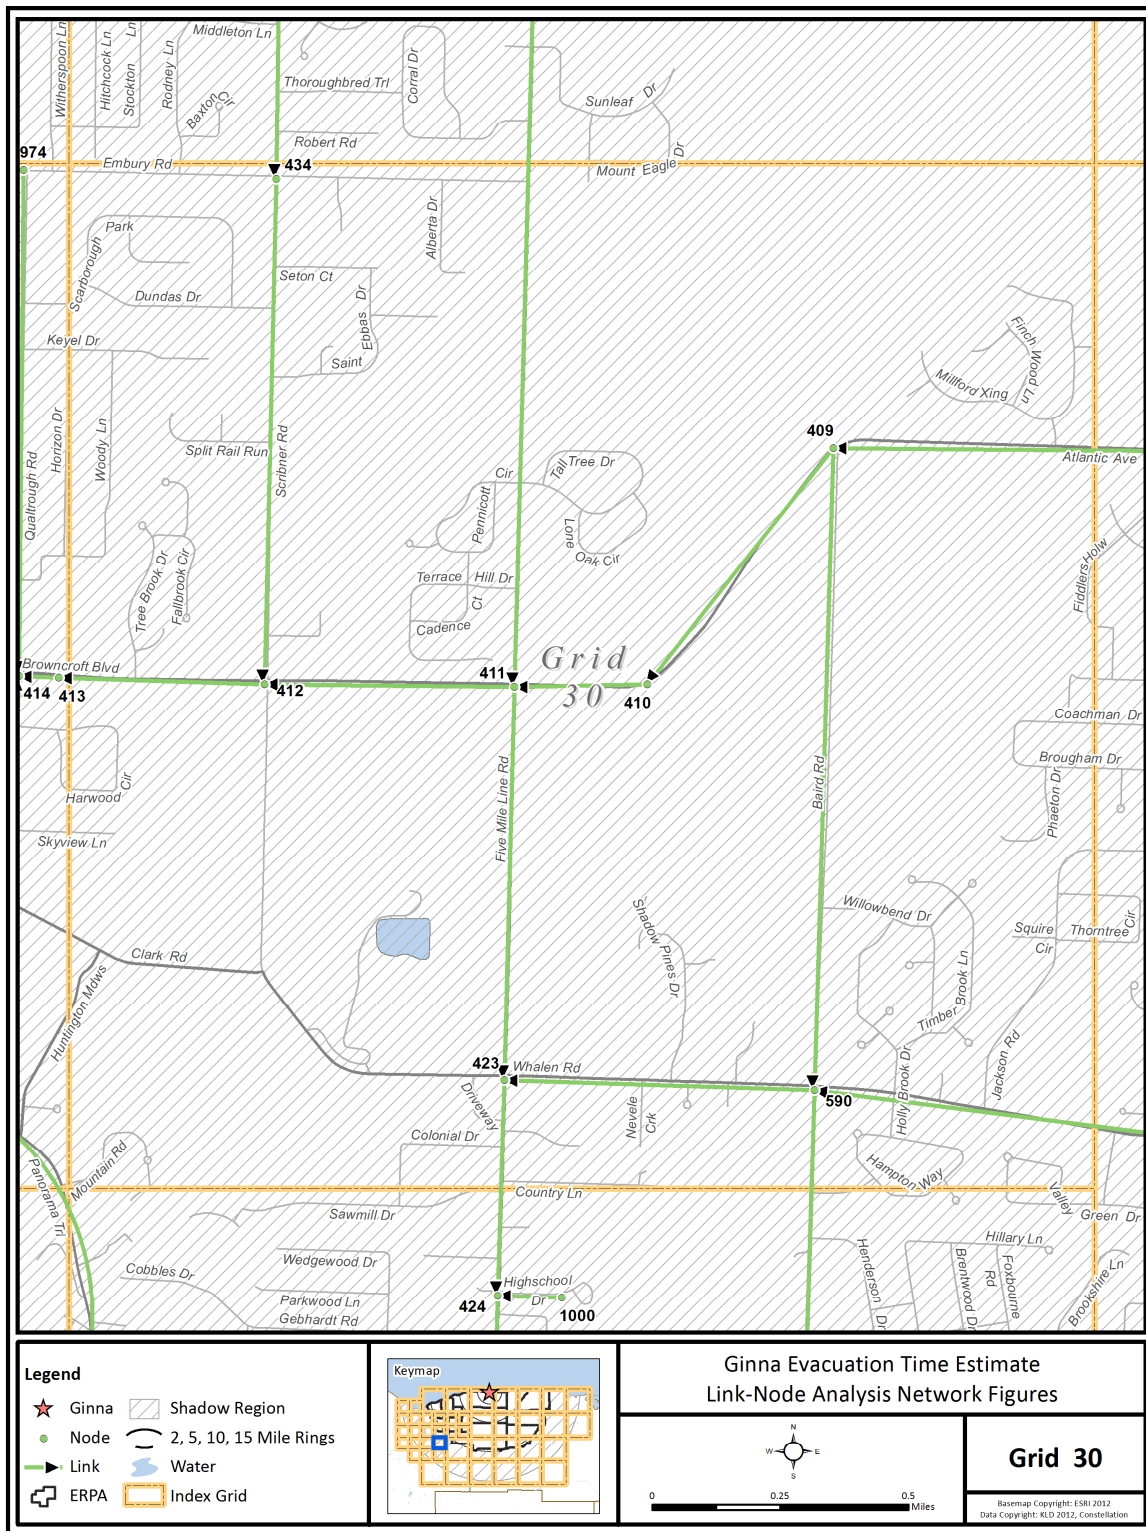 Middleton Ln
Witherspoon Ln
Hitchcock Ln
Stockton Ln
Rodney Ln
Baxton Cir
Thoroughbred Trl
Corral Dr
Sunleaf Dr
Robert Rd
974
Embury Rd
434
Mount Eagle Dr
Park
Scarborough
Alberta Dr
Seton Ct
Dundas Dr
Ebbas Dr
Keyel Dr
Saint
Finch Wood Ln
Millford Xing
409
Atlantic Ave
Horizon Dr
Woody Ln
Split Rail Run
Scribner Rd
Qualtrough Rd
Cir
Tall Tree Dr
Pennicott
Lone Oak Cir
Tree Brook Dr
Fallbrook Cir
Terrace Hill Dr
Cadence Ct
Fiddlers Holw
Browncroft Blvd
414
413
412
411
Grid
30
410
Coachman Dr
Brougham Dr
Phaeton Dr
Harwood Cir
Skyview Ln
Five Mile Line Rd
Baird Rd
Willowbend Dr
Shadow Pines Dr
Squire Cir
Thorntree Cir
Clark Rd
Huntington Mdws
Timber Brook Ln
423
Whalen Rd
590
Driveway
Nevele Crk
Holly Brook Dr
Jackson Rd
Colonial Dr
Mountain Rd
Panorama Trl
Hampton Way
Country Ln
Valley Green Dr
Sawmill Dr
Hillary Ln
Wedgewood Dr
Cobbles Dr
Henderson Dr
Brentwood Dr
Foxbourne Rd
Brookshire Ln
Highschool Dr
Parkwood Ln
424
1000
Gebhardt Rd
Legend
Ginna
Shadow Region
Node
2, 5, 10, 15 Mile Rings
Link
Water
ERPA
Index Grid
Keymap
Ginna Evacuation Time Estimate
Link-Node Analysis Network Figures
N
W
E
S
0
0.25
0.5
Miles
Grid 30
Basemap Copyright: ESRI 2012
Data Copyright: KLD 2012, Constellation